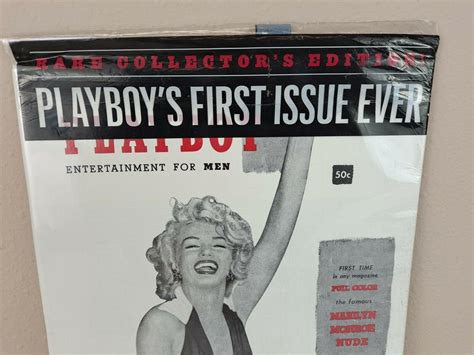 RARE COLLECTOR'S EDITION!
PLAYBOY'S FIRST ISSUE EVER
PLAYBOY
ENTERTAINMENT FOR MEN
50c
FIRST TIME
in any magazine
FULL COLOR
the famous
MARILYN
MONROE
NUDE